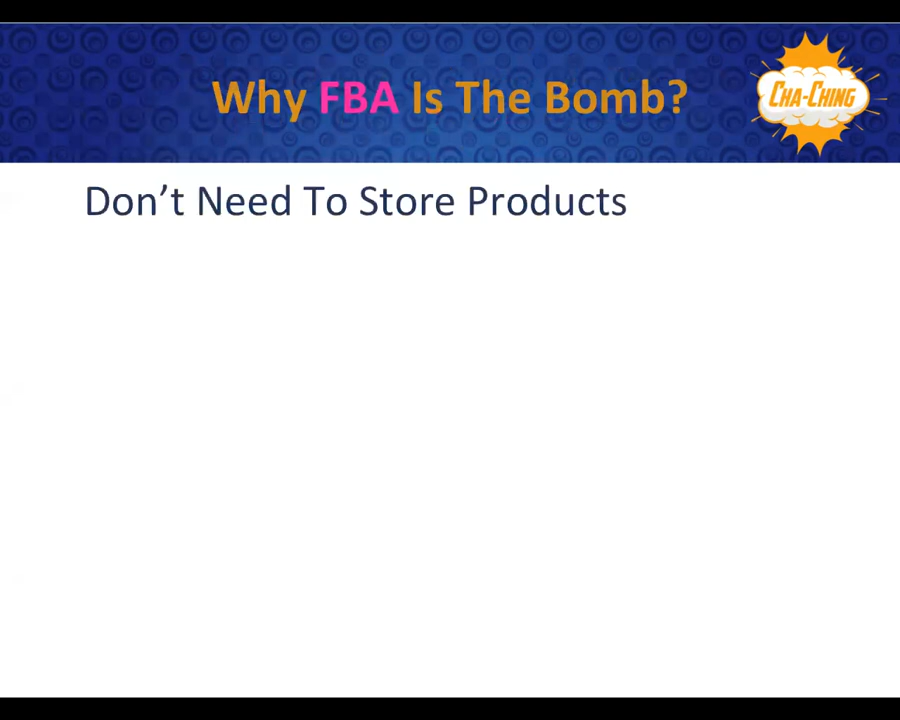 Why FBA Is The Bomb?
CHA-CHING
Don’t Need To Store Products